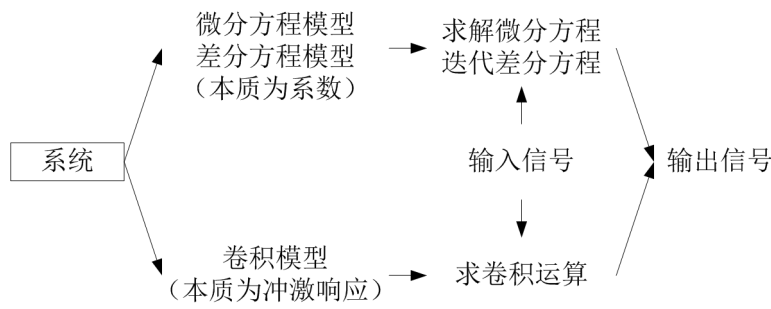 微分方程模型
差分方程模型
（本质为系数）
求解微分方程
迭代差分方程
系统
输入信号
输出信号
卷积模型
（本质为冲激响应）
求卷积运算